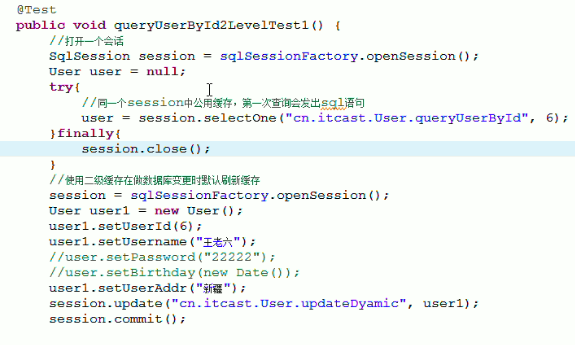 @Test
public void queryUserById2LevelTest1() {
//打开一个会话
SqlSession session = sqlSessionFactory.openSession();
User user = null;
try{
//同一个session中公用缓存，第一次查询会发出sql语句
user = session.selectOne("cn.itcast.User.queryUserById", 6);
}finally{
session.close();
}
//使用二级缓存在做数据库变更时默认刷新缓存
session = sqlSessionFactory.openSession();
User user1 = new User();
user1.setUserId(6);
user1.setUsername("王老六");
//user.setPassword("22222");
//user.setBirthday(new Date());
user1.setUserAddr("新疆");
session.update("cn.itcast.User.updateDyamic", user1);
session.commit();